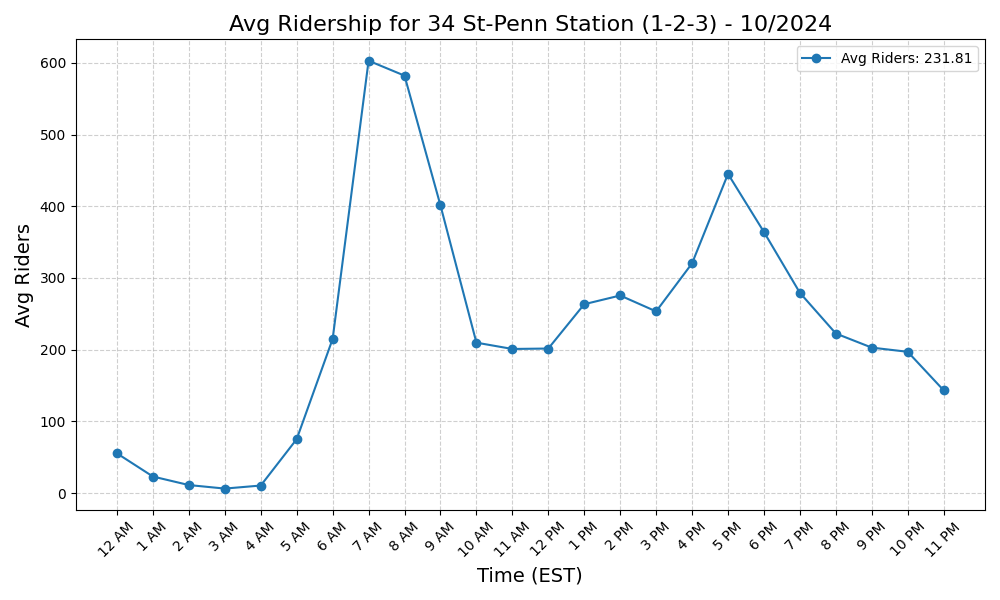 Avg Ridership for 34 St-Penn Station (1-2-3) - 10/2024
Avg Riders: 231.81
Avg Riders
600
500
400
300
200
100
0
12 AM
1 AM
2 AM
3 AM
4 AM
5 AM
6 AM
7 AM
8 AM
9 AM
10 AM
11 AM
12 PM
1 PM
2 PM
3 PM
4 PM
5 PM
6 PM
7 PM
8 PM
9 PM
10 PM
11 PM
Time (EST)